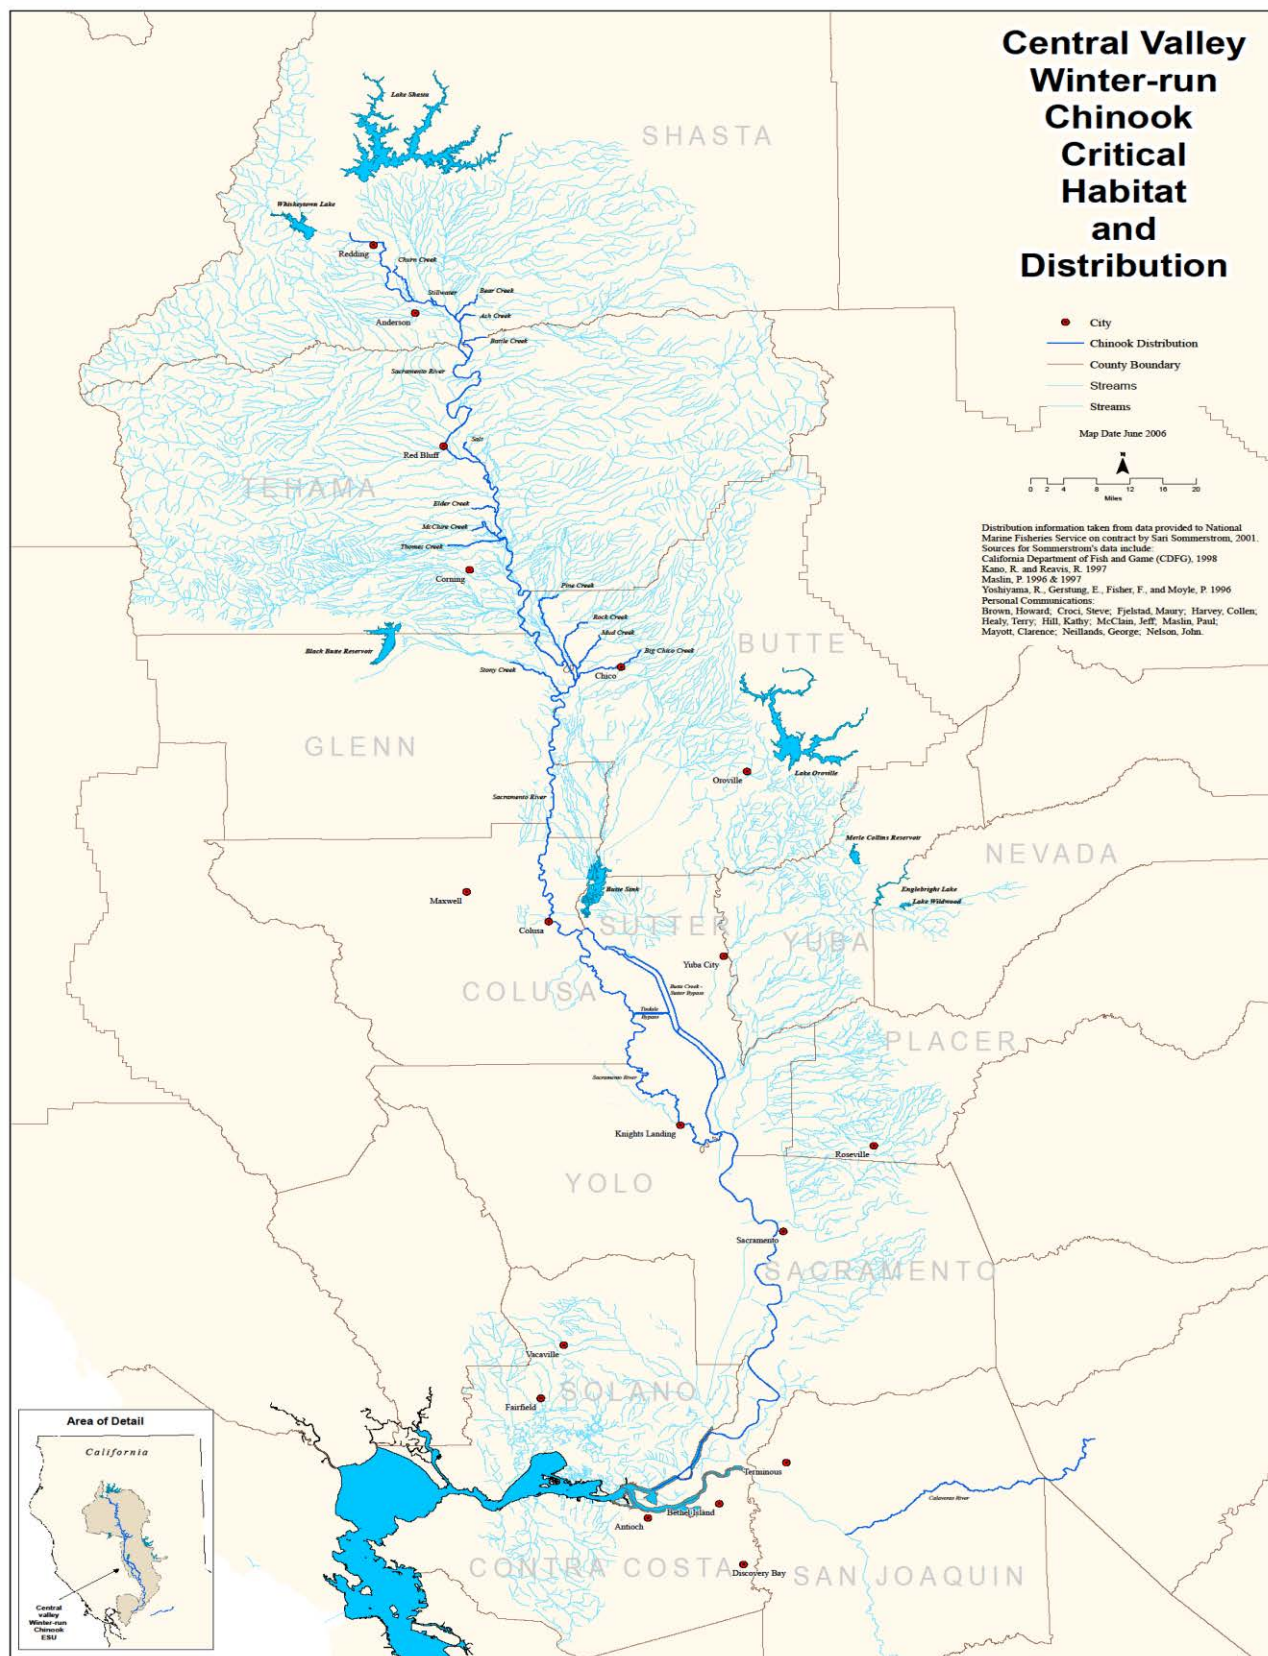 Central Valley
Winter-run
Chinook
Critical
Habitat
and
Distribution
City
Chinook Distribution
County Boundary
Streams
Streams
Map Date June 2006
N
0 2 4 8 12 16 20
Miles
Distribution information taken from data provided to National
Marine Fisheries Service on contract by Sari Sommerstrom, 2001.
Sources for Sommerstrom's data include:
California Department of Fish and Game (CDFG), 1998
Kano, R. and Reavis, R. 1997
Maslin, P. 1996 & 1997
Yoshiyama, R., Gerstung, E., Fisher, F., and Moyle, P. 1996
Personal Communications:
Brown, Howard; Croci, Steve; Fjelstad, Maury; Harvey, Collen;
Healy, Terry; Hill, Kathy; McClain, Jeff; Maslin, Paul;
Mayott, Clarence; Neillands, George; Nelson, John.
Lake Shasta
SHASTA
Whiskeytown Lake
Redding
Churn Creek
Stillwater
Bear Creek
Anderson
Ash Creek
Battle Creek
Sacramento River
Salt
Red Bluff
TEHAMA
Elder Creek
McClure Creek
Thomes Creek
Corning
Pine Creek
Rock Creek
Mud Creek
Big Chico Creek
BUTTE
Black Butte Reservoir
Stony Creek
Chico
GLENN
Lake Oroville
Oroville
Sacramento River
Merle Collins Reservoir
NEVADA
Englebright Lake
Lake Wildwood
Butte Sink
Maxwell
Colusa
SUTTER
YUBA
Yuba City
COLUSA
Butte Creek -
Sutter Bypass
Tisdale
Bypass
PLACER
Sacramento River
Knights Landing
Roseville
YOLO
Sacramento
SACRAMENTO
Vacaville
SOLANO
Fairfield
Terminous
Calaveras River
Bethel Island
Antioch
CONTRA COSTA
Discovery Bay
SAN JOAQUIN
Area of Detail
California
Central
valley
Winter-run
Chinook
ESU